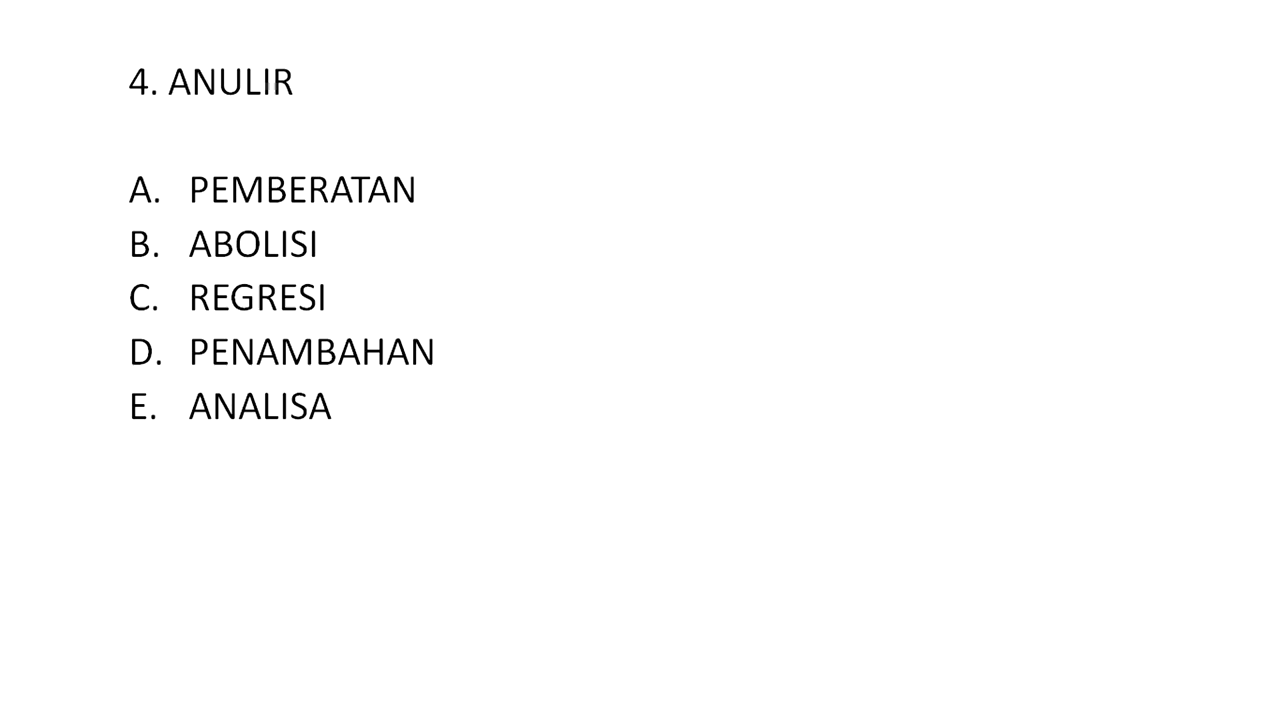 4. ANULIR
A. PEMBERATAN
B. ABOLISI
C. REGRESI
D. PENAMBAHAN
E. ANALISA